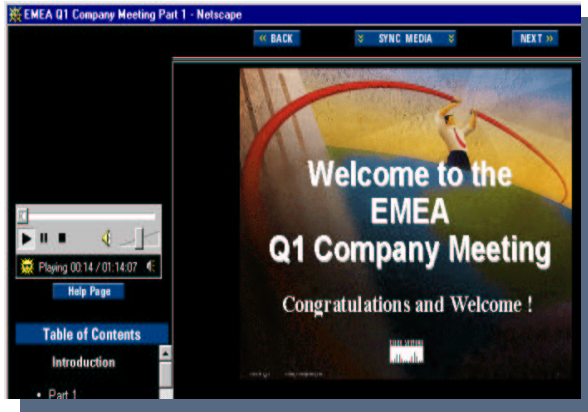 EMEA Q1 Company Meeting Part 1 - Netscape
<< BACK
SYNC MEDIA
NEXT >>
Welcome to the
EMEA
Q1 Company Meeting
Congratulations and Welcome !
Playing 00:14 / 01:14:07
Help Page
Table of Contents
Introduction
• Part 1